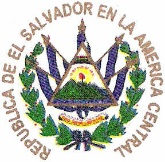 REPUBLICA DE EL SALVADOR EN LA AMERICA CENTRAL